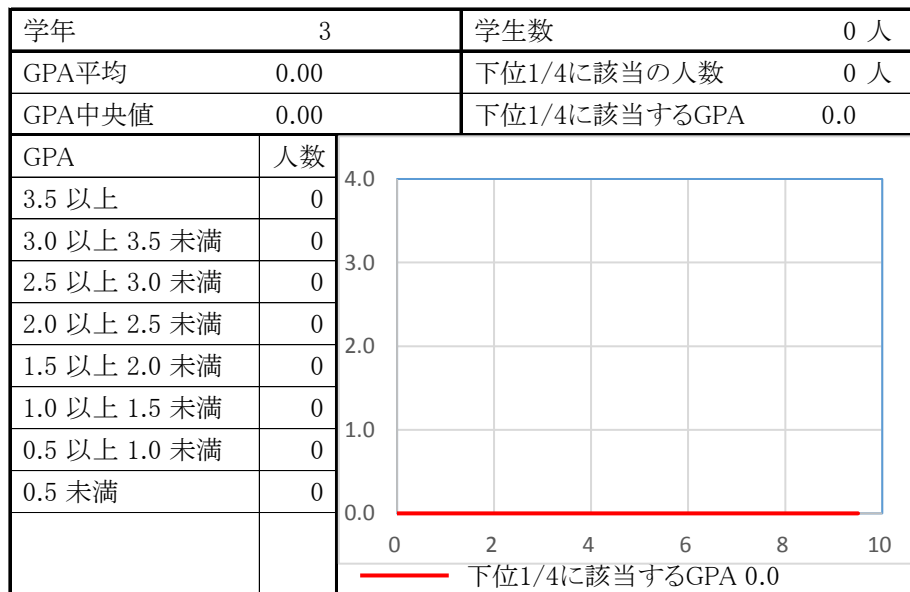 学年 3 学生数 0 人
GPA平均 0.00 下位1/4に該当の人数 0 人
GPA中央値 0.00 下位1/4に該当するGPA 0.0
GPA 人数
3.5 以上 0
3.0 以上 3.5 未満 0
2.5 以上 3.0 未満 0
2.0 以上 2.5 未満 0
1.5 以上 2.0 未満 0
1.0 以上 1.5 未満 0
0.5 以上 1.0 未満 0
0.5 未満 0
4.0
3.0
2.0
1.0
0.0
0 2 4 6 8 10
下位1/4に該当するGPA 0.0